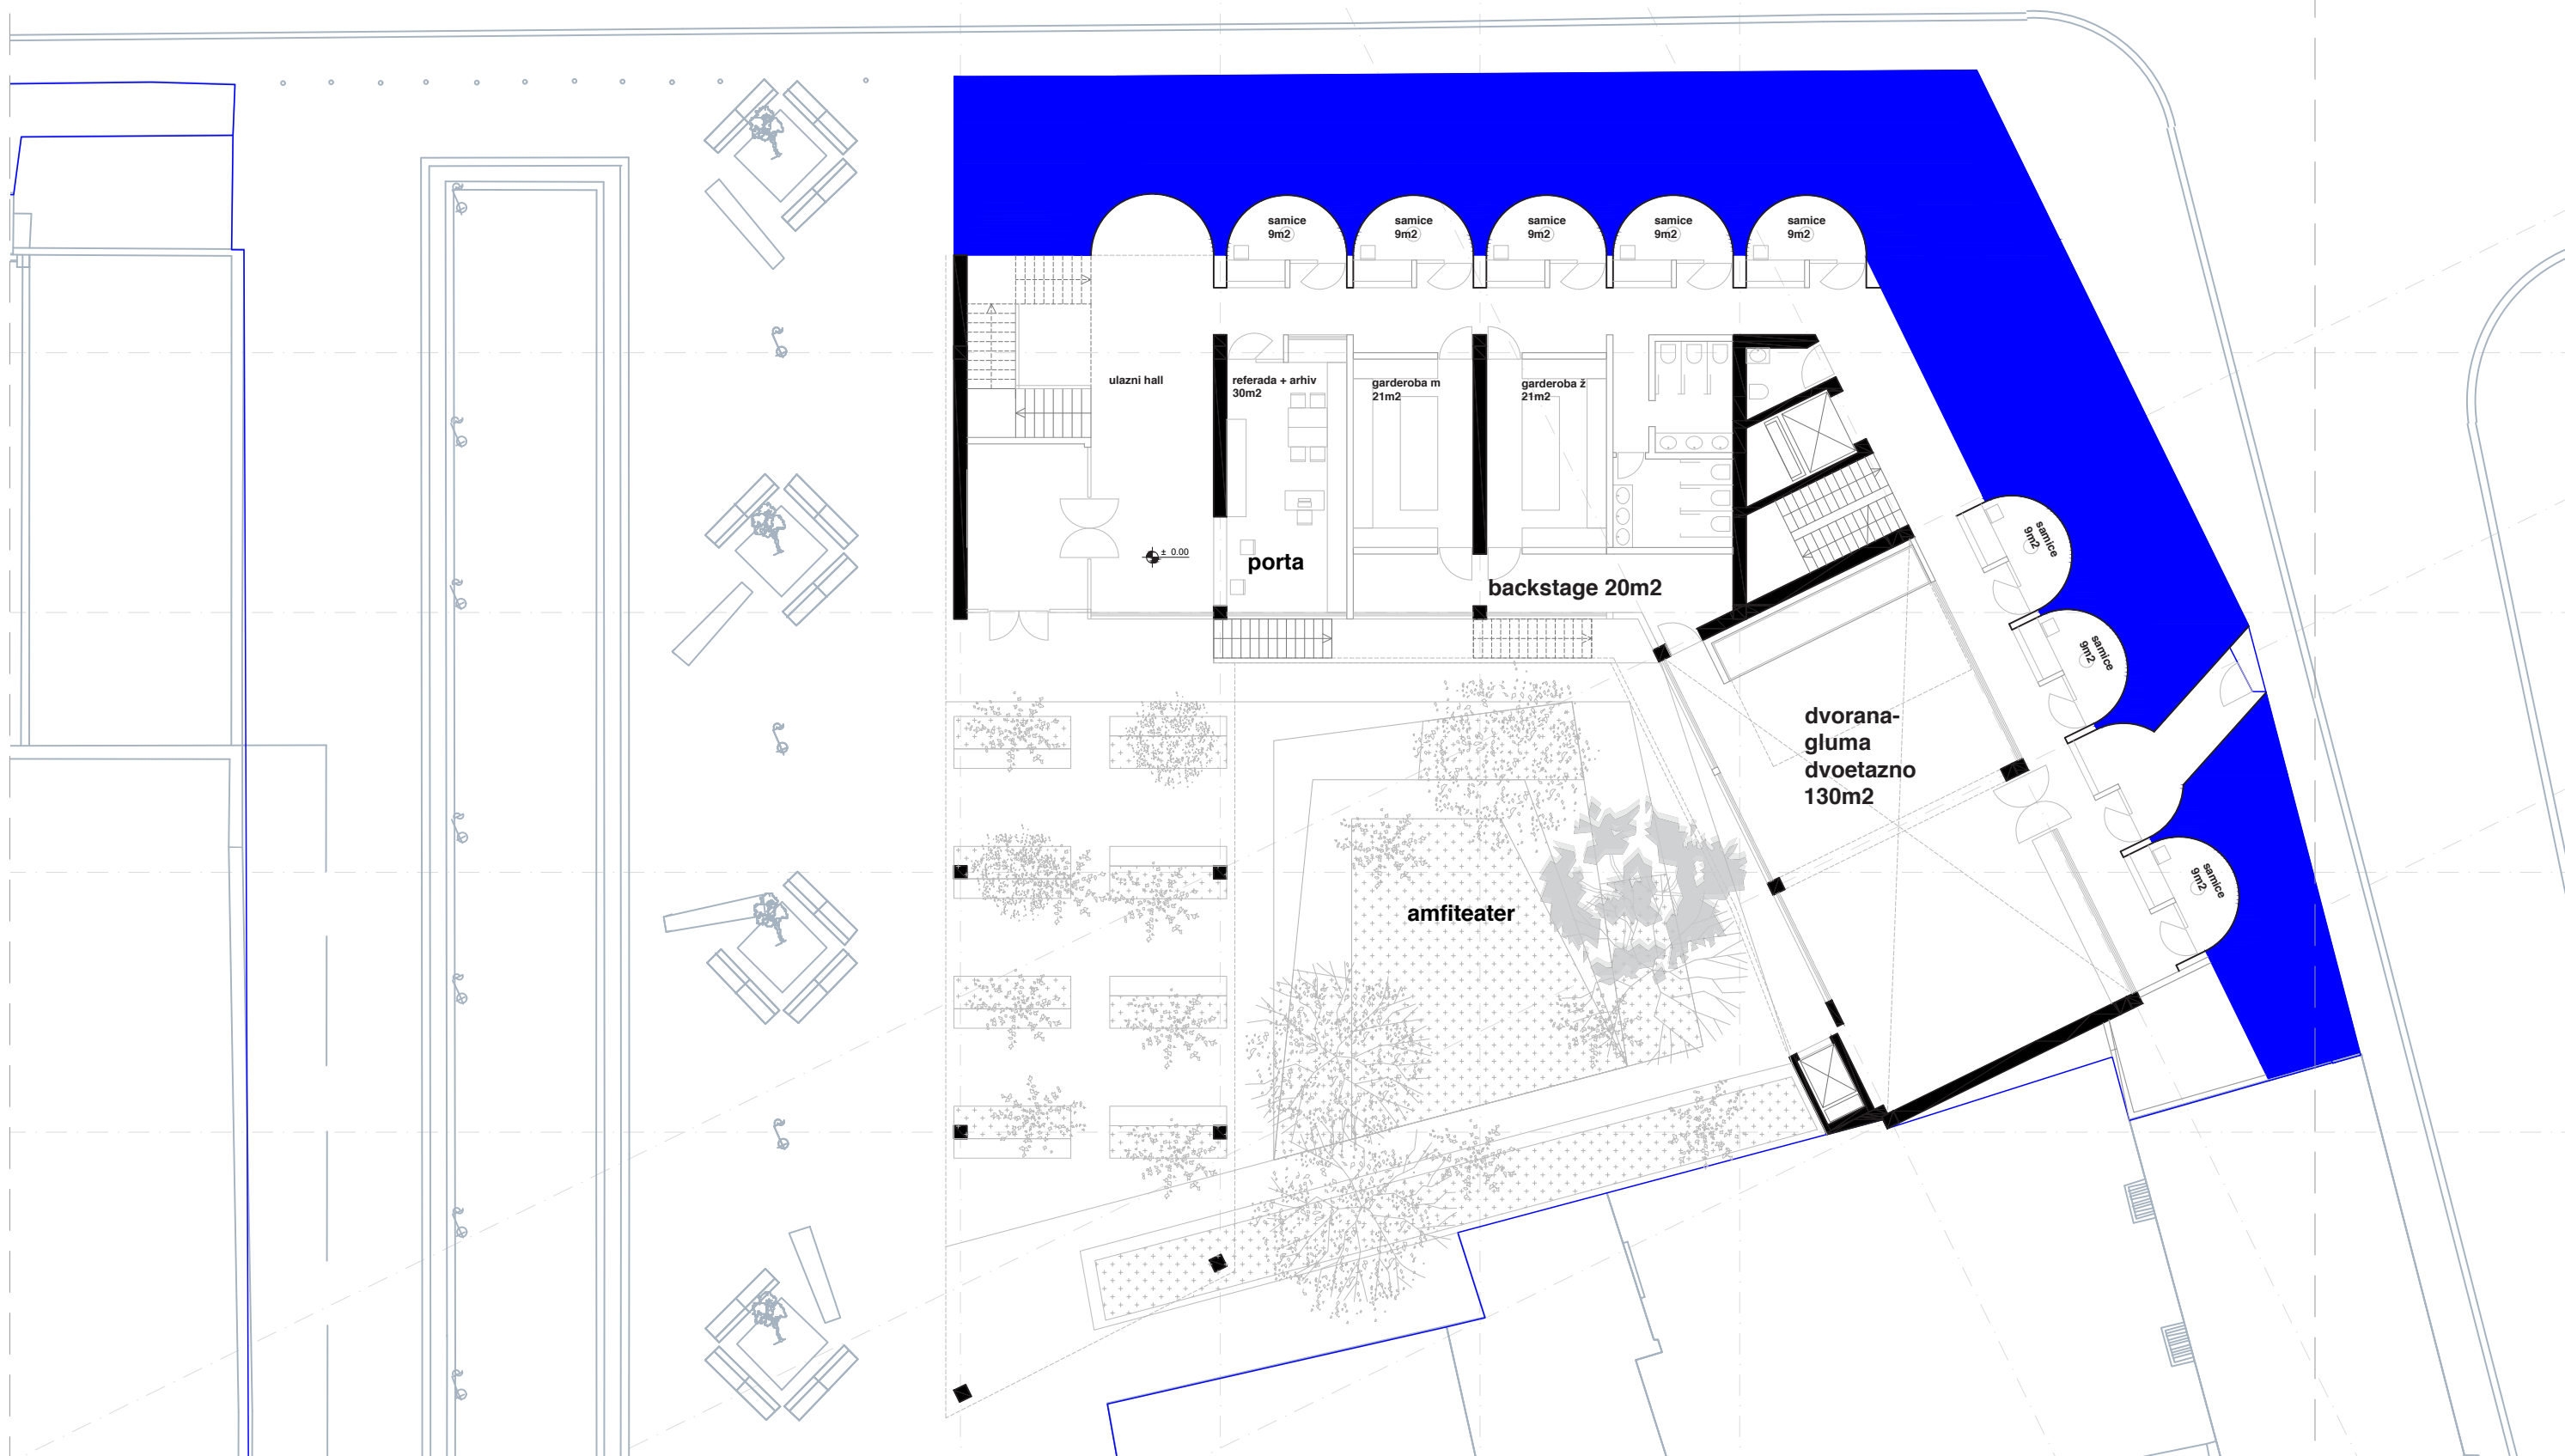 samice
9m2
samice
9m2
samice
9m2
samice
9m2
samice
9m2
ulazni hall
referada + arhiv
30m2
garderoba m
21m2
garderoba ž
21m2
± 0.00
porta
backstage 20m2
samice
9m2
samice
9m2
dvorana-
gluma
dvoetazno
130m2
samice
9m2
amfiteater